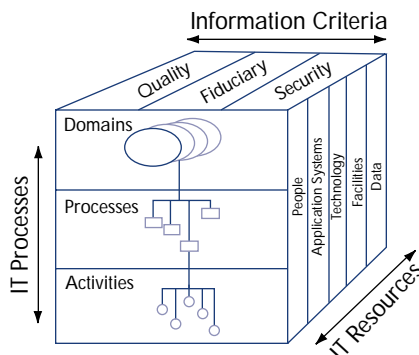 Information Criteria
Quality
Fiduciary
Security
Domains
Processes
Activities
IT Processes
People
Application Systems
Technology
Facilities
Data
IT Resources